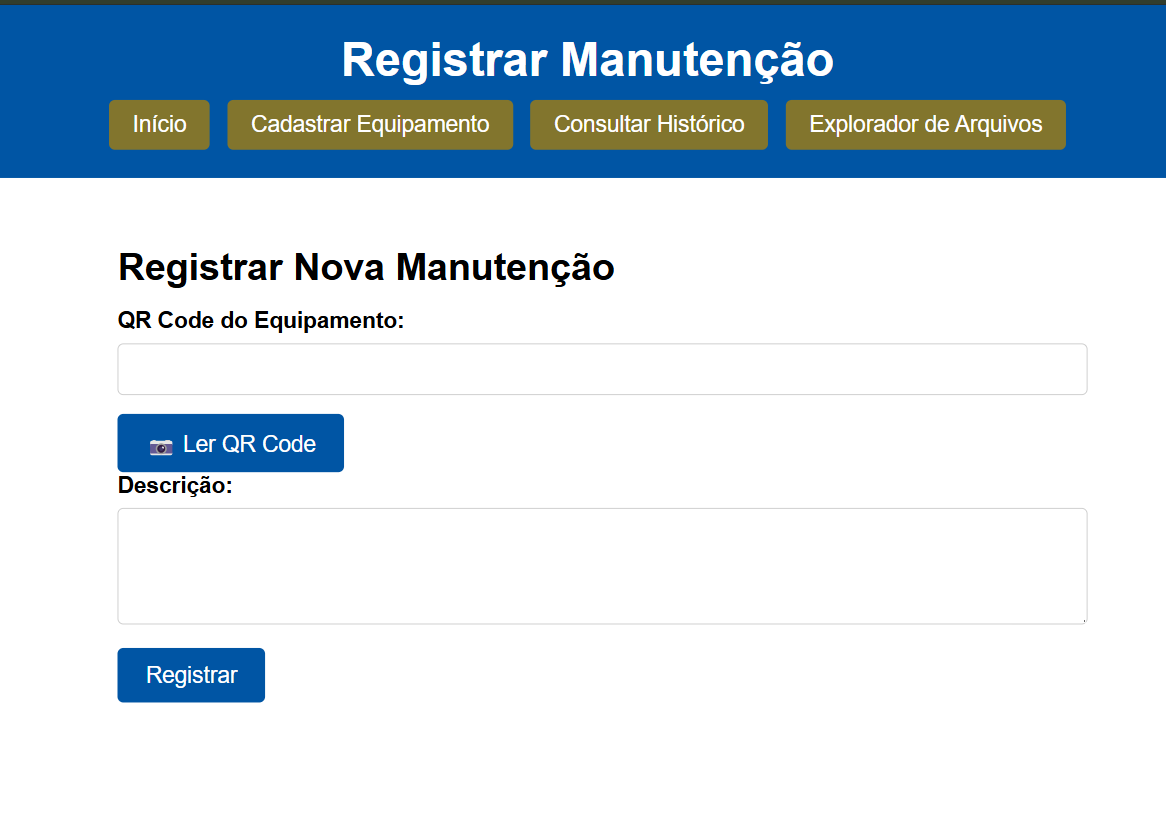 Registrar Manutenção
Início Cadastrar Equipamento Consultar Histórico Explorador de Arquivos
Registrar Nova Manutenção
QR Code do Equipamento:
📷 Ler QR Code
Descrição:
Registrar